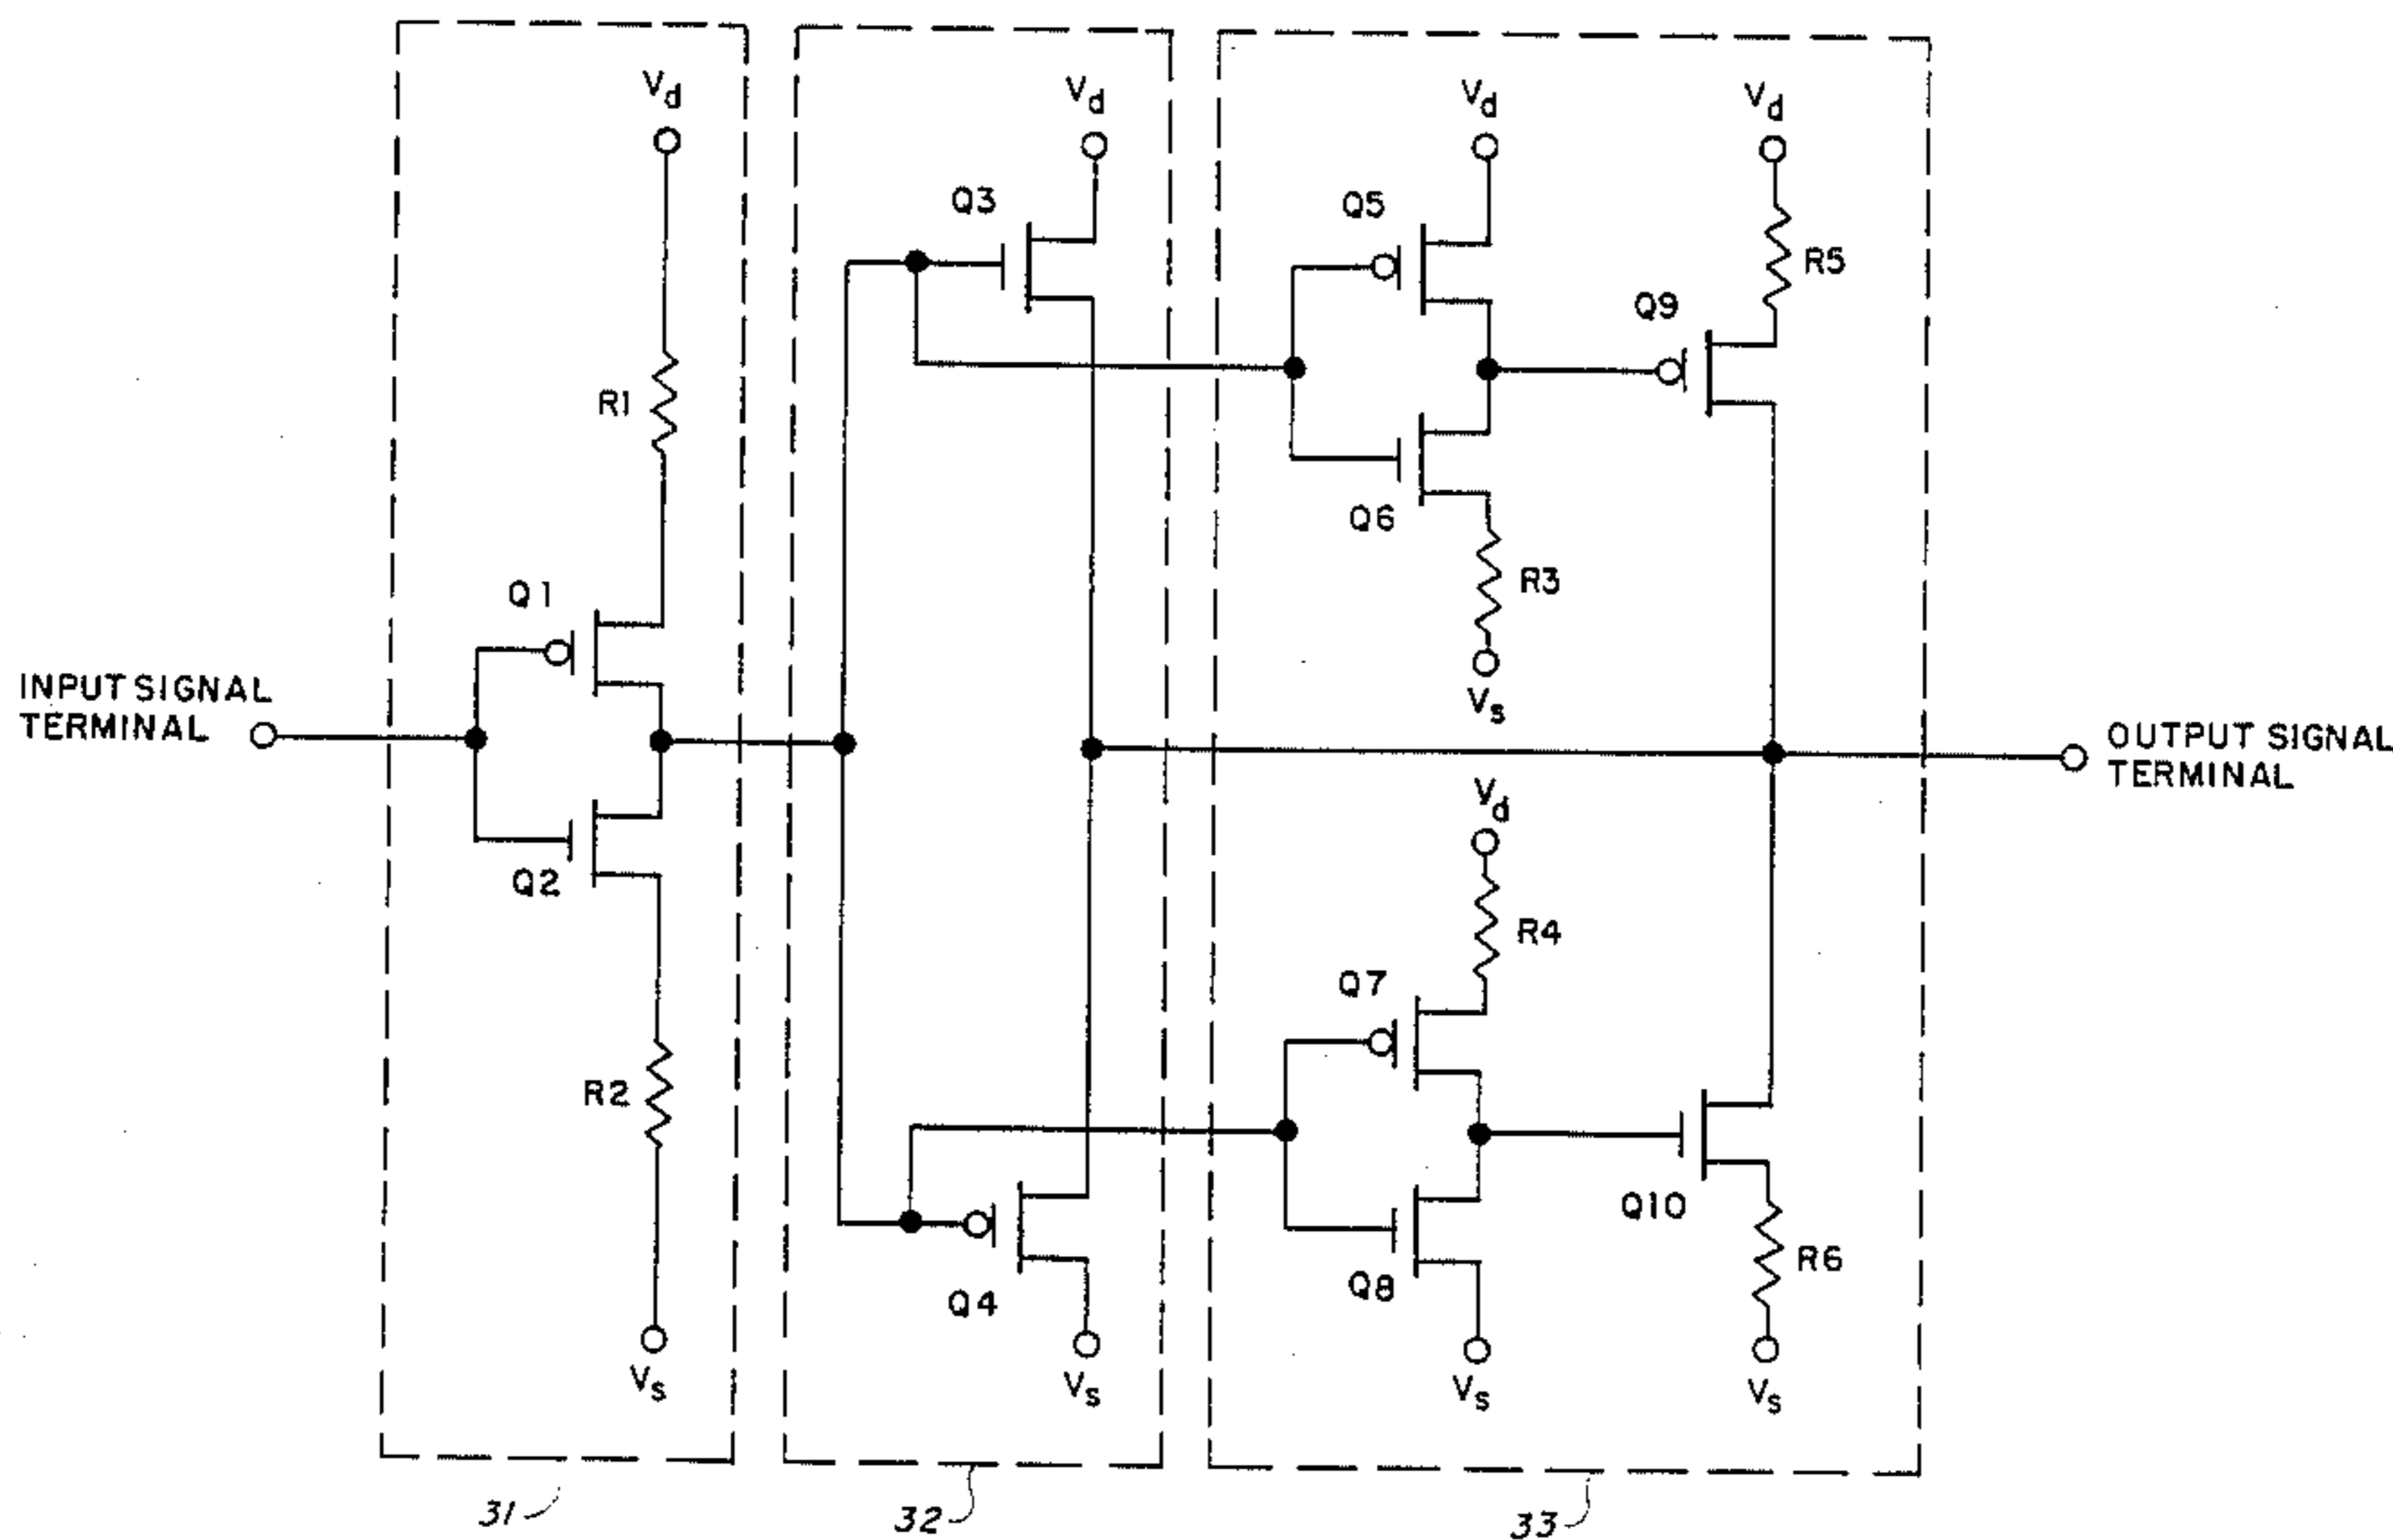 Vd
Vd
Vd
Vd
Q3
Q5
R5
Q9
R1
Q6
R3
Q1
Vs
INPUT SIGNAL
TERMINAL
OUTPUT SIGNAL
TERMINAL
Vd
Q2
R4
Q7
R2
Q10
R6
Q8
Q4
Vs
Vs
Vs
Vs
31
32
33